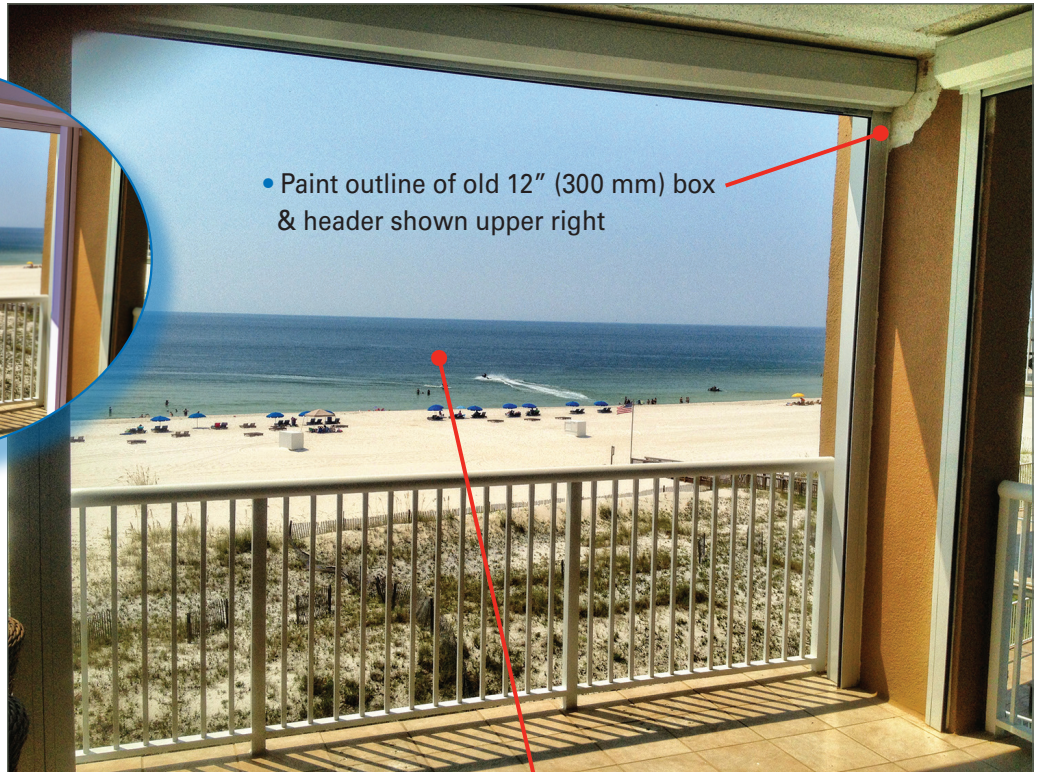 • Paint outline of old 12” (300 mm) box
& header shown upper right